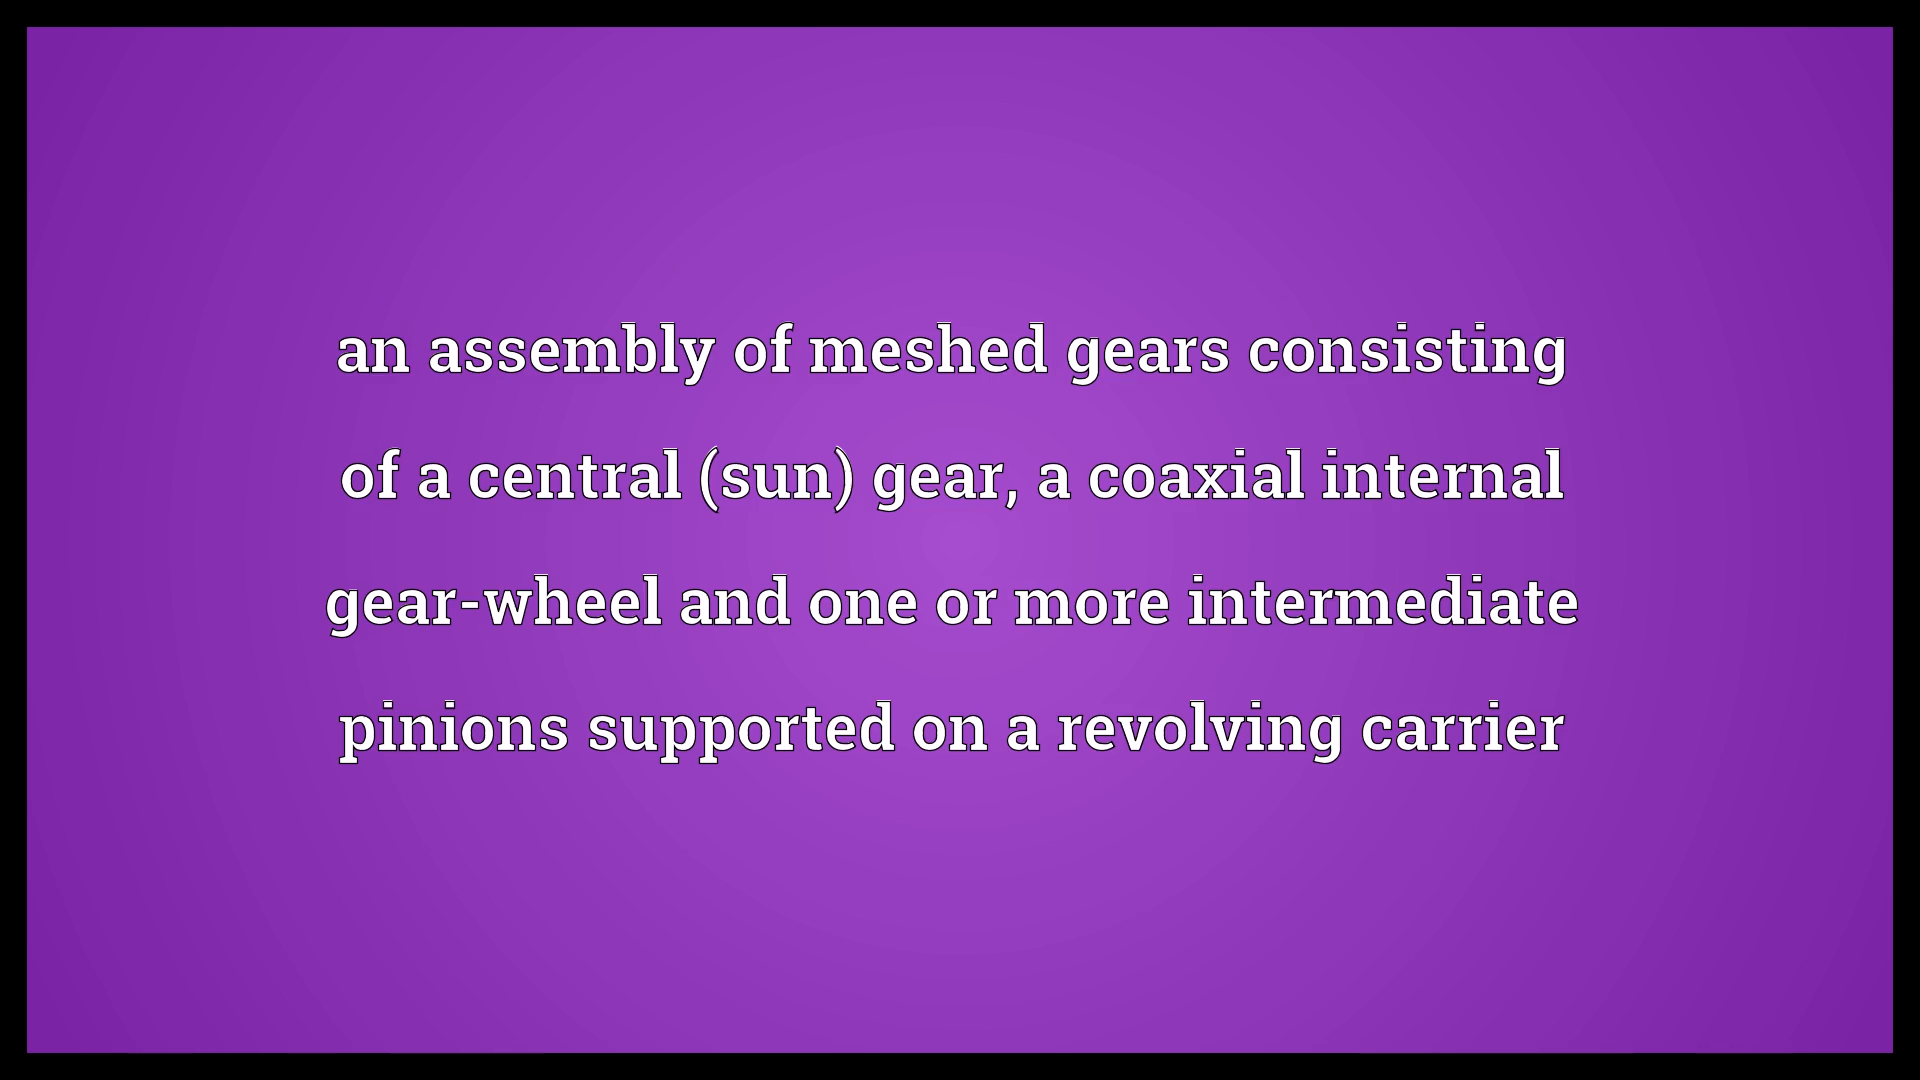 an assembly of meshed gears consisting
of a central (sun) gear, a coaxial internal
gear-wheel and one or more intermediate
pinions supported on a revolving carrier